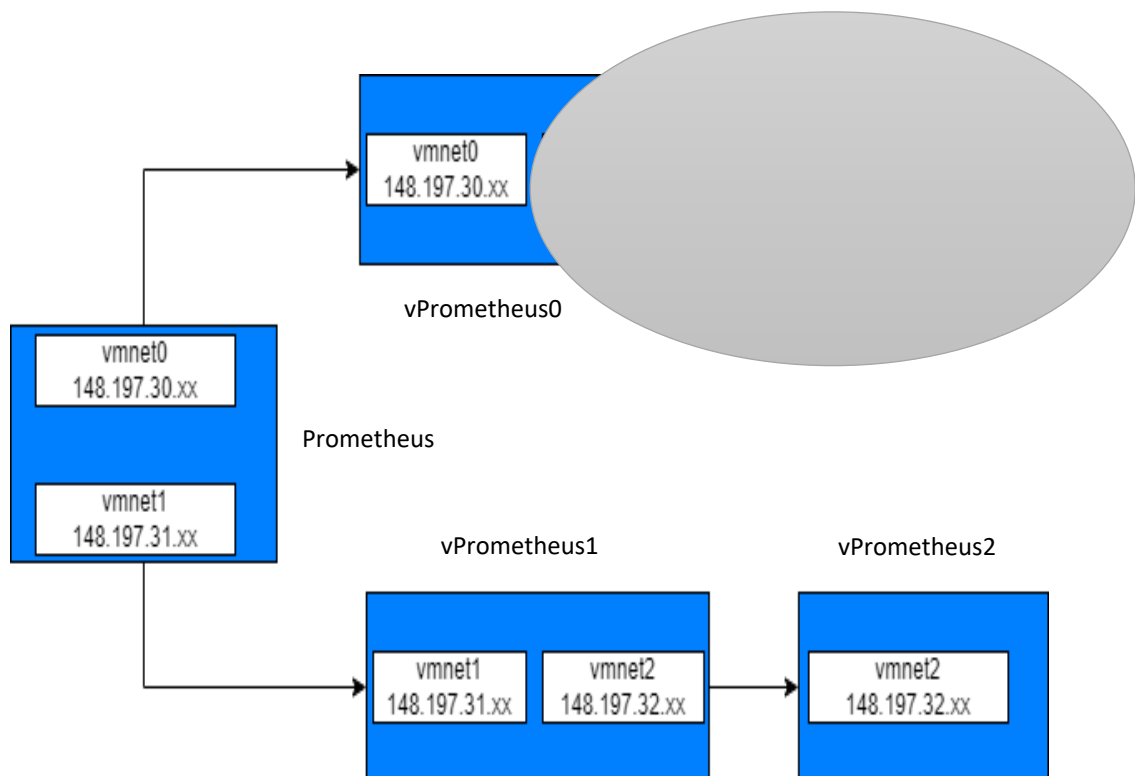 vmnet0
148.197.30.xx
vPrometheus0
vmnet0
148.197.30.xx
Prometheus
vmnet1
148.197.31.xx
vPrometheus1
vPrometheus2
vmnet1
148.197.31.xx
vmnet2
148.197.32.xx
vmnet2
148.197.32.xx